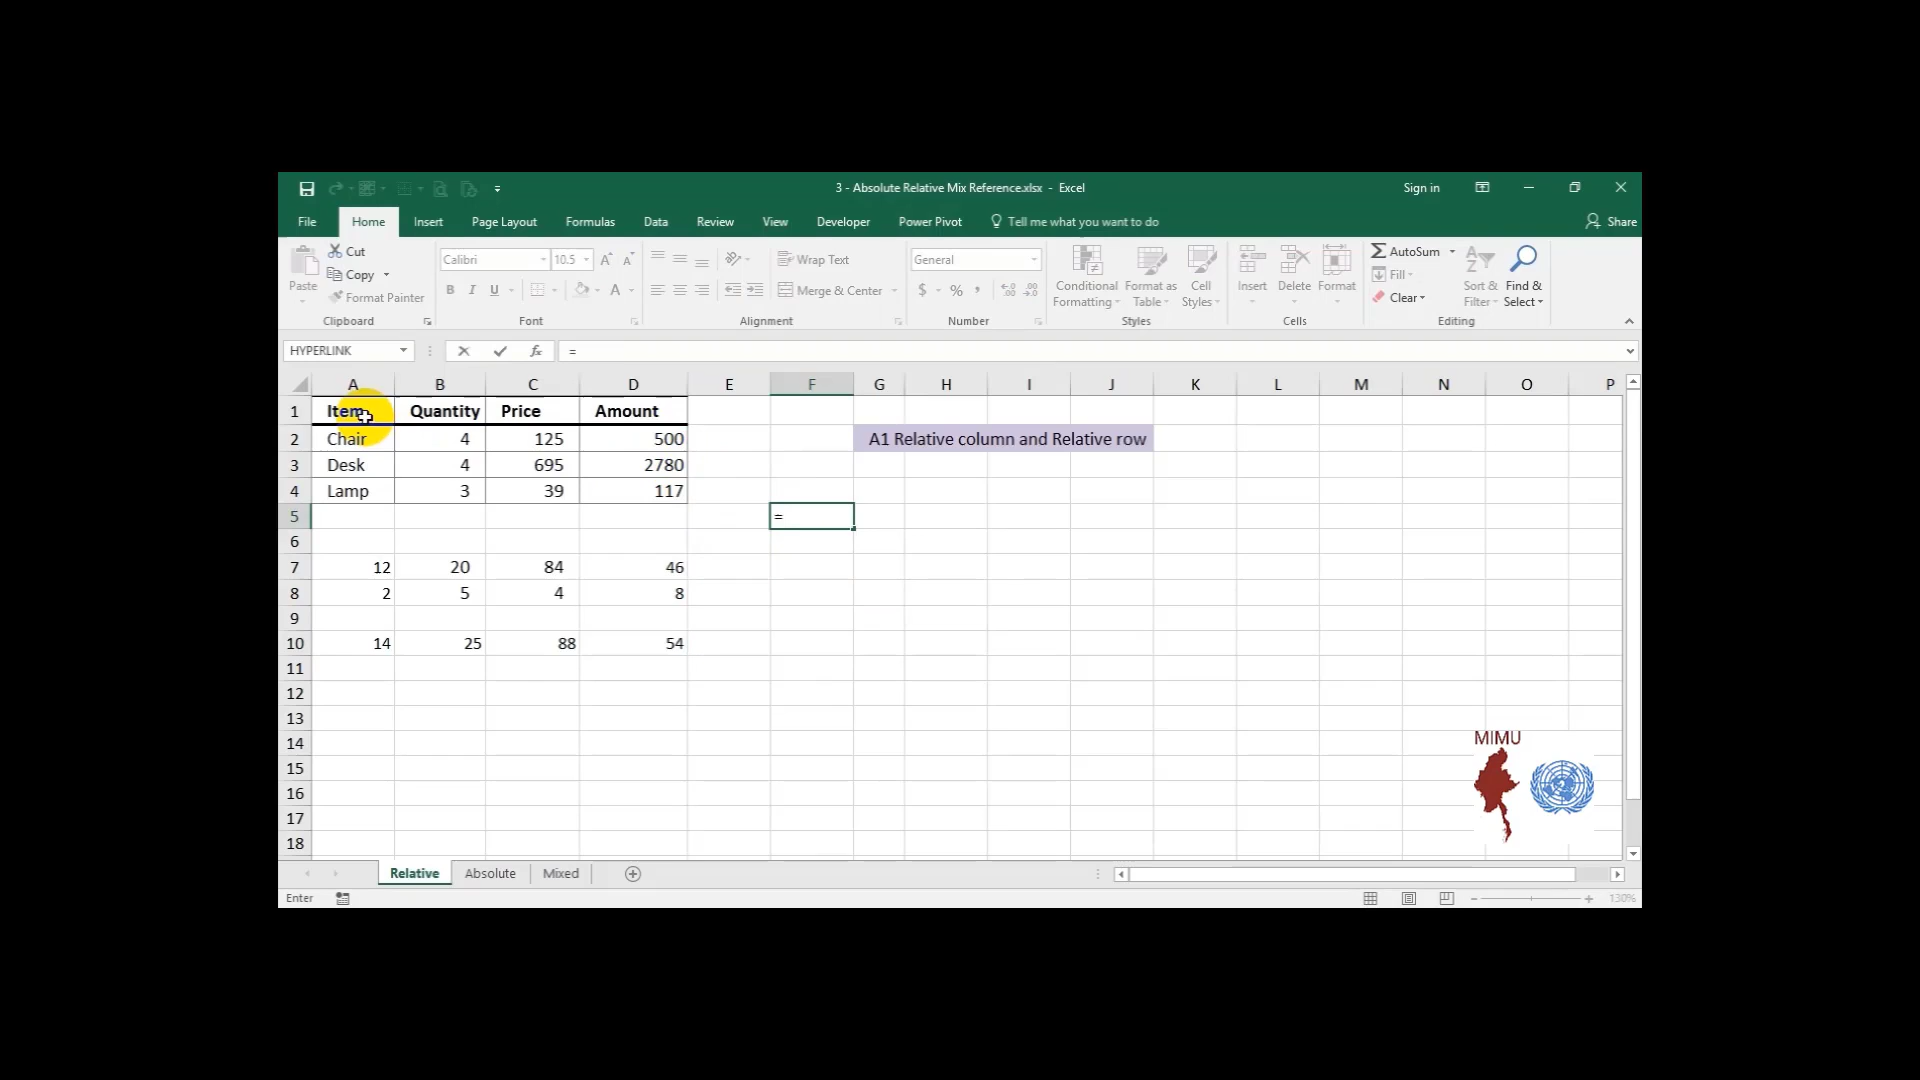 3 - Absolute Relative Mix Reference.xlsx - Excel
Sign in
File Home Insert Page Layout Formulas Data Review View Developer Power Pivot Tell me what you want to do Share
Paste
Cut
Copy
Format Painter
Clipboard
Calibri 10.5
B I U A
Font
Wrap Text
Merge & Center
Alignment
General
$ % ,
Number
Conditional Formatting
Format as Table
Cell Styles
Styles
Insert
Delete
Format
Cells
AutoSum
Fill
Clear
Sort & Filter
Find & Select
Editing
HYPERLINK fx =
A B C D E F G H I J K L M N O P
1 Item Quantity Price Amount
2 Chair 4 125 500 A1 Relative column and Relative row
3 Desk 4 695 2780
4 Lamp 3 39 117
5 =
6
7 12 20 84 46
8 2 5 4 8
9
10 14 25 88 54
11
12
13
14
15
16
17
18
MIMU
Relative Absolute Mixed
Enter 130%